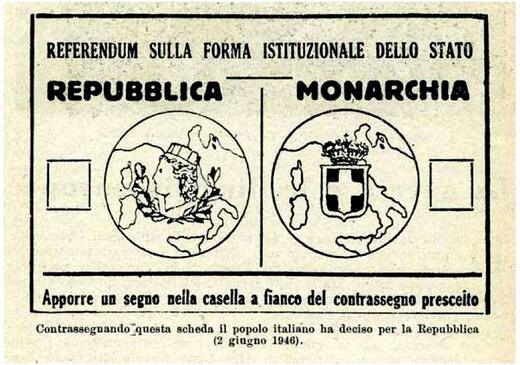 REFERENDUM SULLA FORMA ISTITUZIONALE DELLO STATO
REPUBBLICA
MONARCHIA
Apporre un segno nella casella a fianco del contrassegno prescelto
Contrassegnando questa scheda il popolo italiano ha deciso per la Repubblica
(2 giugno 1946).